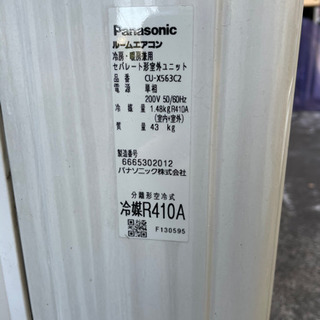 Panasonic
ルームエアコン
冷房・暖房兼用
セパレート形室外ユニット
品番 CU-X563C2
電源 単相
200V 50/60Hz
冷媒量 1.48kg R410A
(室内+室外)
質量 43 kg
製造番号
6665302012
パナソニック株式会社
分離形空冷式
冷媒R410A
F130595